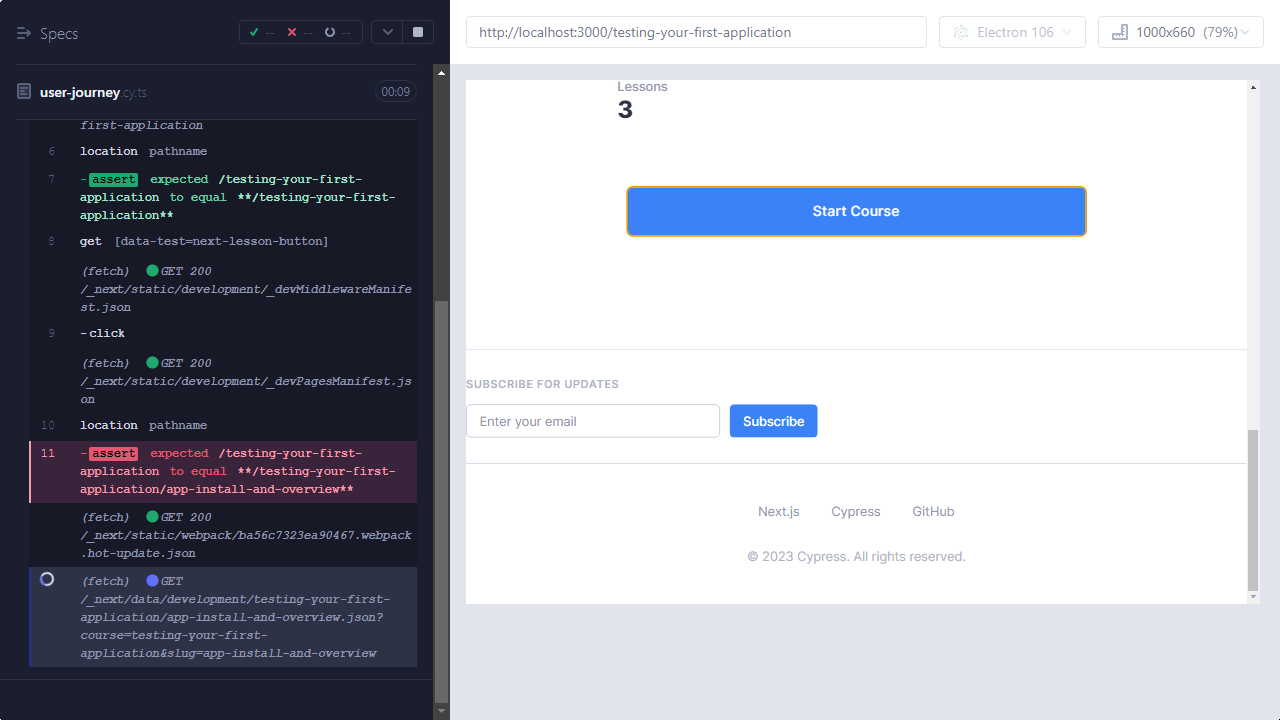 Specs
-- -- --
user-journey.cy.ts 00:09
first-application
6 location pathname
7 -assert expected /testing-your-first-
application to equal **/testing-your-first-
application**
8 get [data-test=next-lesson-button]
(fetch) GET 200
/_next/static/development/_devMiddlewareManife
st.json
9 -click
(fetch) GET 200
/_next/static/development/_devPagesManifest.js
on
10 location pathname
11 -assert expected /testing-your-first-
application to equal **/testing-your-first-
application/app-install-and-overview**
(fetch) GET 200
/_next/static/webpack/ba56c7323ea90467.webpack
.hot-update.json
(fetch) GET
/_next/data/development/testing-your-first-
application/app-install-and-overview.json?
course=testing-your-first-
application&slug=app-install-and-overview
http://localhost:3000/testing-your-first-application
Electron 106
1000x660 (79%)
Lessons
3
Start Course
SUBSCRIBE FOR UPDATES
Enter your email
Subscribe
Next.js Cypress GitHub
© 2023 Cypress. All rights reserved.